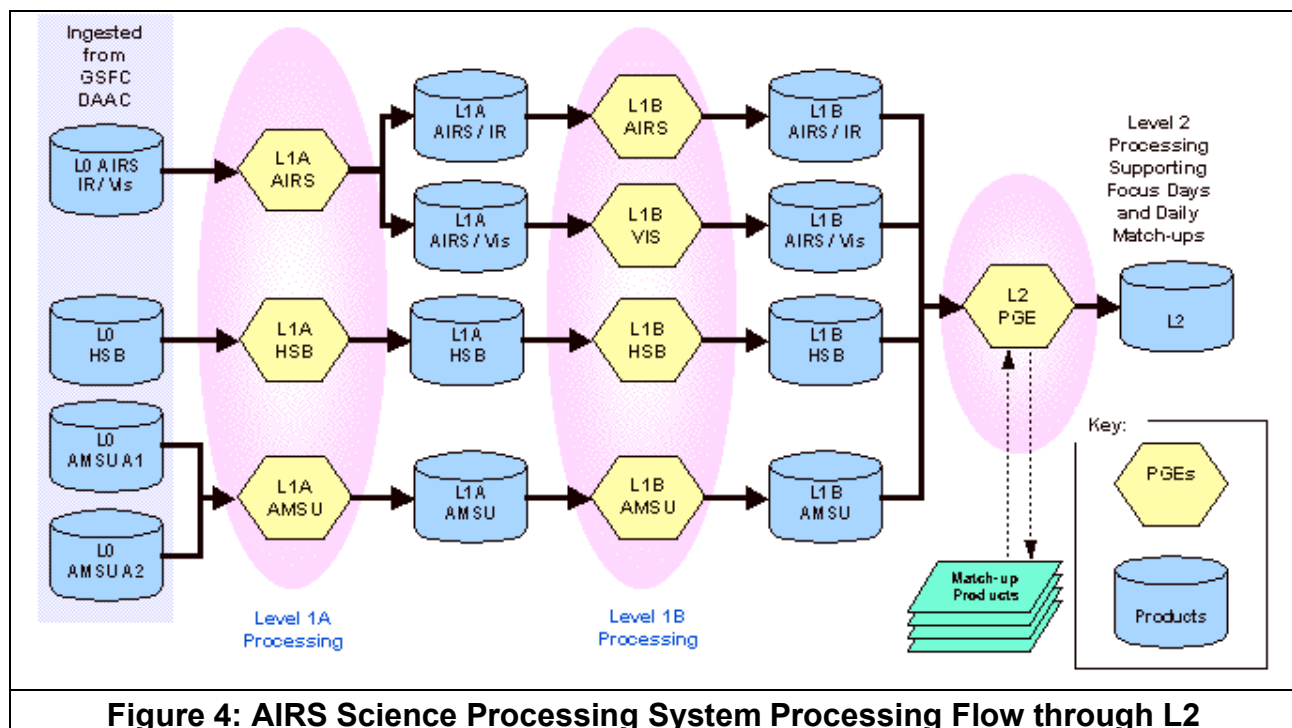 Ingested
from
GSFC
DAAC
L0 AIRS
IR / Vis
L0
HSB
L0
AMSU A1
L0
AMSU A2
L1A
AIRS
L1A
HSB
L1A
AMSU
Level 1A
Processing
L1A
AIRS / IR
L1A
AIRS / Vis
L1A
HSB
L1A
AMSU
L1B
AIRS
L1B
VIS
L1B
HSB
L1B
AMSU
Level 1B
Processing
L1B
AIRS / IR
L1B
AIRS / Vis
L1B
HSB
L1B
AMSU
L2
PGE
Match-up
Products
Level 2
Processing
Supporting
Focus Days
and Daily
Match-ups
L2
Key:
PGEs
Products
Figure 4: AIRS Science Processing System Processing Flow through L2